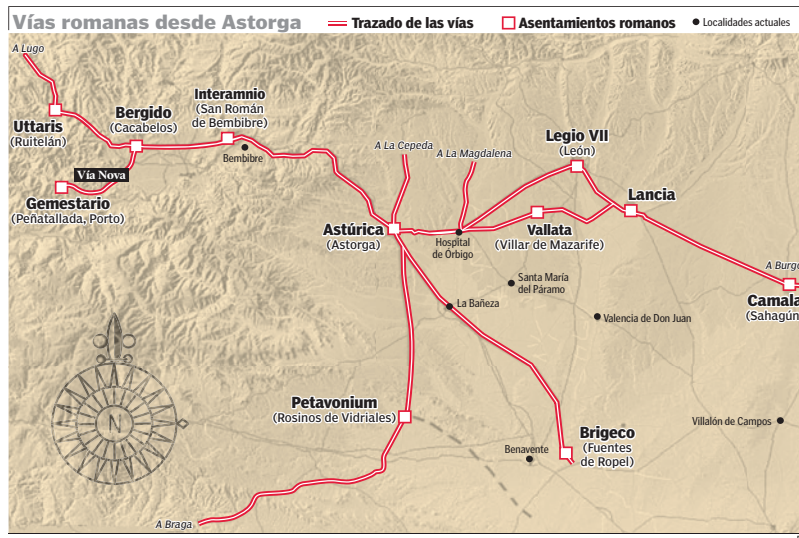 Vías romanas desde Astorga
Trazado de las vías
Asentamientos romanos
Localidades actuales
A Lugo
Uttaris
(Ruitelán)
Bergido
(Cacabelos)
Interamnio
(San Román
de Bembibre)
Bembibre
Vía Nova
Gemestario
(Peñatallada, Porto)
A La Cepeda
A La Magdalena
Legio VII
(León)
Lancia
Astúrica
(Astorga)
Hospital
de Órbigo
Vallata
(Villar de Mazarife)
A Burgo
Camala
(Sahagún
Santa María
del Páramo
La Bañeza
Valencia de Don Juan
N
Petavonium
(Rosinos de Vidriales)
Villalón de Campos
Benavente
Brigeco
(Fuentes
de Ropel)
A Braga